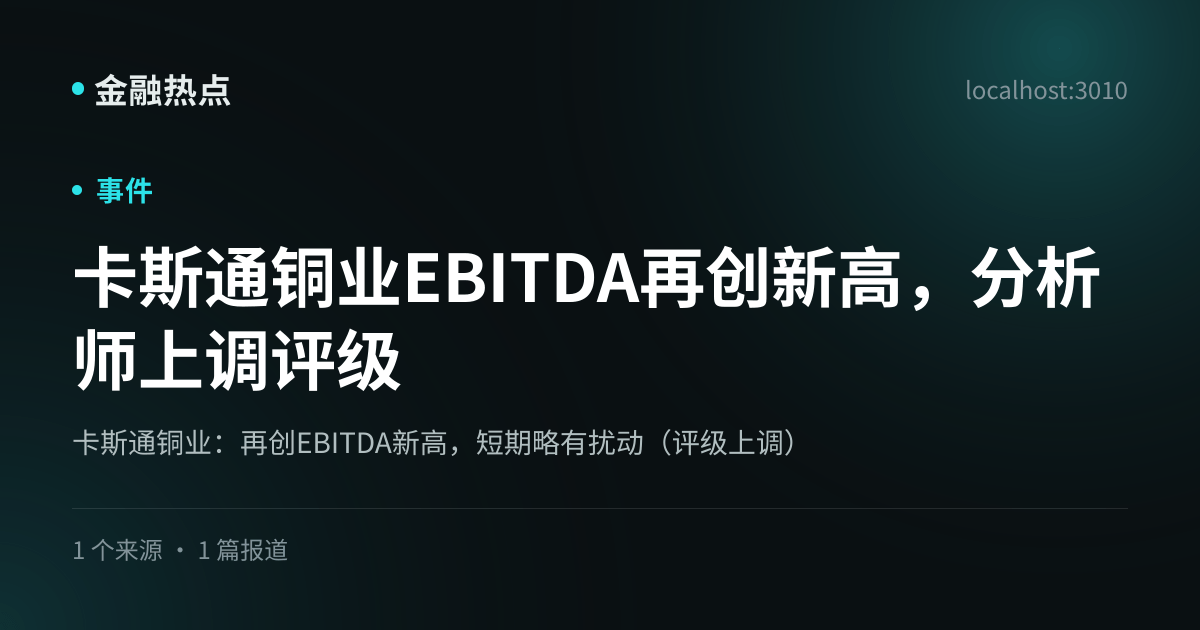 金融热点
localhost:3010
事件
卡斯通铜业EBITDA再创新高，分析
师上调评级
卡斯通铜业：再创EBITDA新高，短期略有扰动（评级上调）
1 个来源 · 1 篇报道